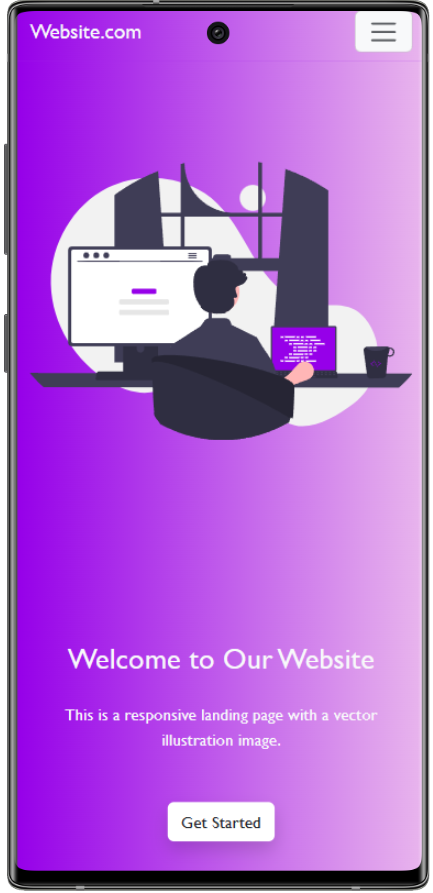 Website.com
Welcome to Our Website
This is a responsive landing page with a vector
illustration image.
Get Started